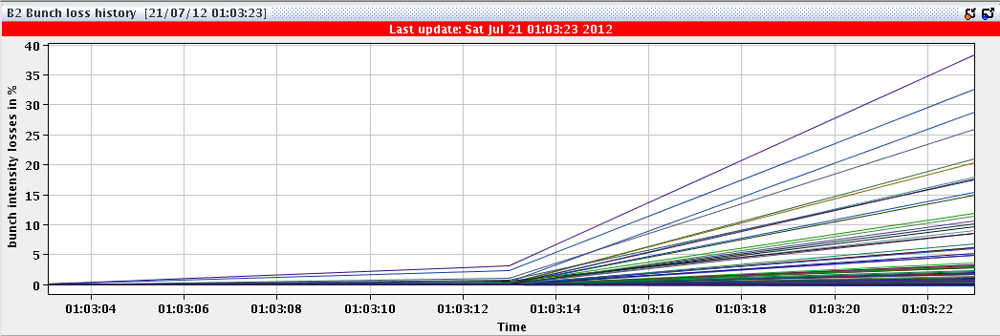 B2 Bunch loss history [21/07/12 01:03:23]
Last update: Sat Jul 21 01:03:23 2012
bunch intensity losses in %
40
35
30
25
20
15
10
5
0
01:03:04 01:03:06 01:03:08 01:03:10 01:03:12 01:03:14 01:03:16 01:03:18 01:03:20 01:03:22
Time